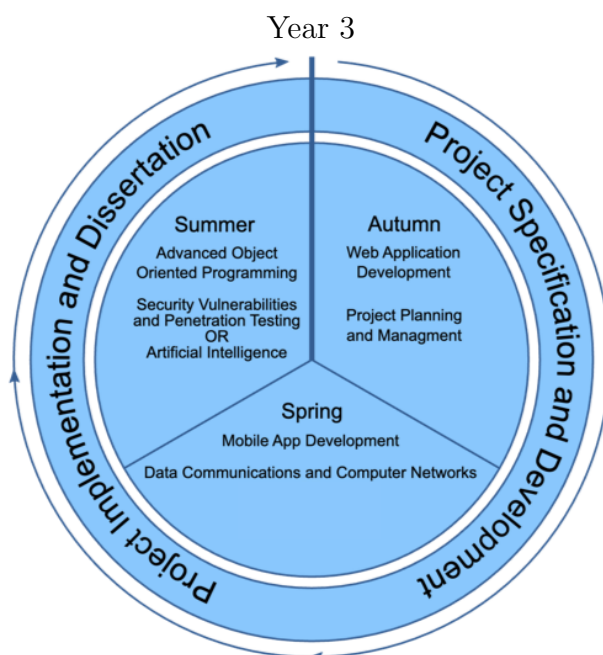 Year 3
Project Specification and Development
Project Implementation and Dissertation
Autumn
Web Application
Development
Project Planning
and Managment
Spring
Mobile App Development
Data Communications and Computer Networks
Summer
Advanced Object
Oriented Programming
Security Vulnerabilities
and Penetration Testing
OR
Artificial Intelligence